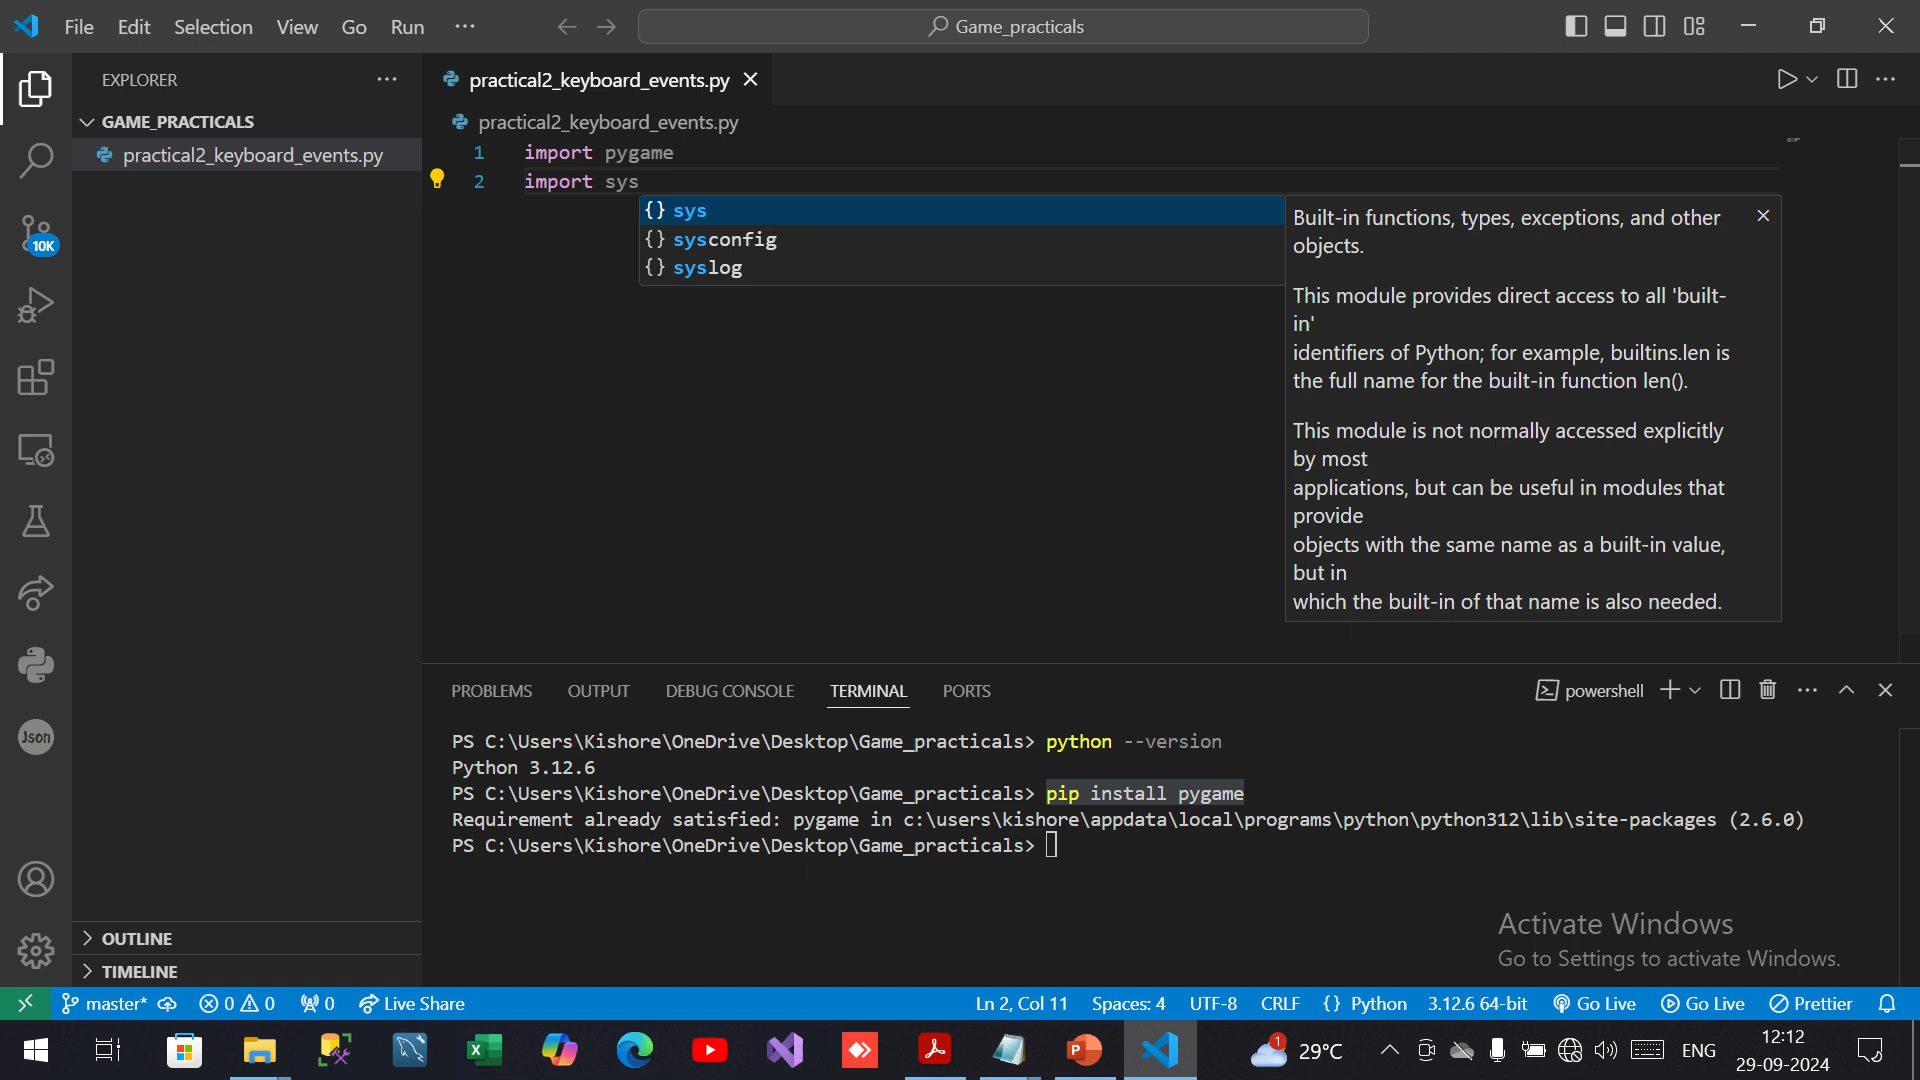 File Edit Selection View Go Run ···
Game_practicals
EXPLORER
practical2_keyboard_events.py
GAME_PRACTICALS
practical2_keyboard_events.py
practical2_keyboard_events.py
1 import pygame
2 import sys
{} sys
{} sysconfig
{} syslog
Built-in functions, types, exceptions, and other
objects.
This module provides direct access to all 'built-
in'
identifiers of Python; for example, builtins.len is
the full name for the built-in function len().
This module is not normally accessed explicitly
by most
applications, but can be useful in modules that
provide
objects with the same name as a built-in value,
but in
which the built-in of that name is also needed.
10K
Json
PROBLEMS OUTPUT DEBUG CONSOLE TERMINAL PORTS
powershell
PS C:\Users\Kishore\OneDrive\Desktop\Game_practicals> python --version
Python 3.12.6
PS C:\Users\Kishore\OneDrive\Desktop\Game_practicals> pip install pygame
Requirement already satisfied: pygame in c:\users\kishore\appdata\local\programs\python\python312\lib\site-packages (2.6.0)
PS C:\Users\Kishore\OneDrive\Desktop\Game_practicals>
Activate Windows
Go to Settings to activate Windows.
OUTLINE
TIMELINE
master* 0 0 0 Live Share Ln 2, Col 11 Spaces: 4 UTF-8 CRLF {} Python 3.12.6 64-bit Go Live Go Live Prettier
1 29°C ENG
12:12
29-09-2024